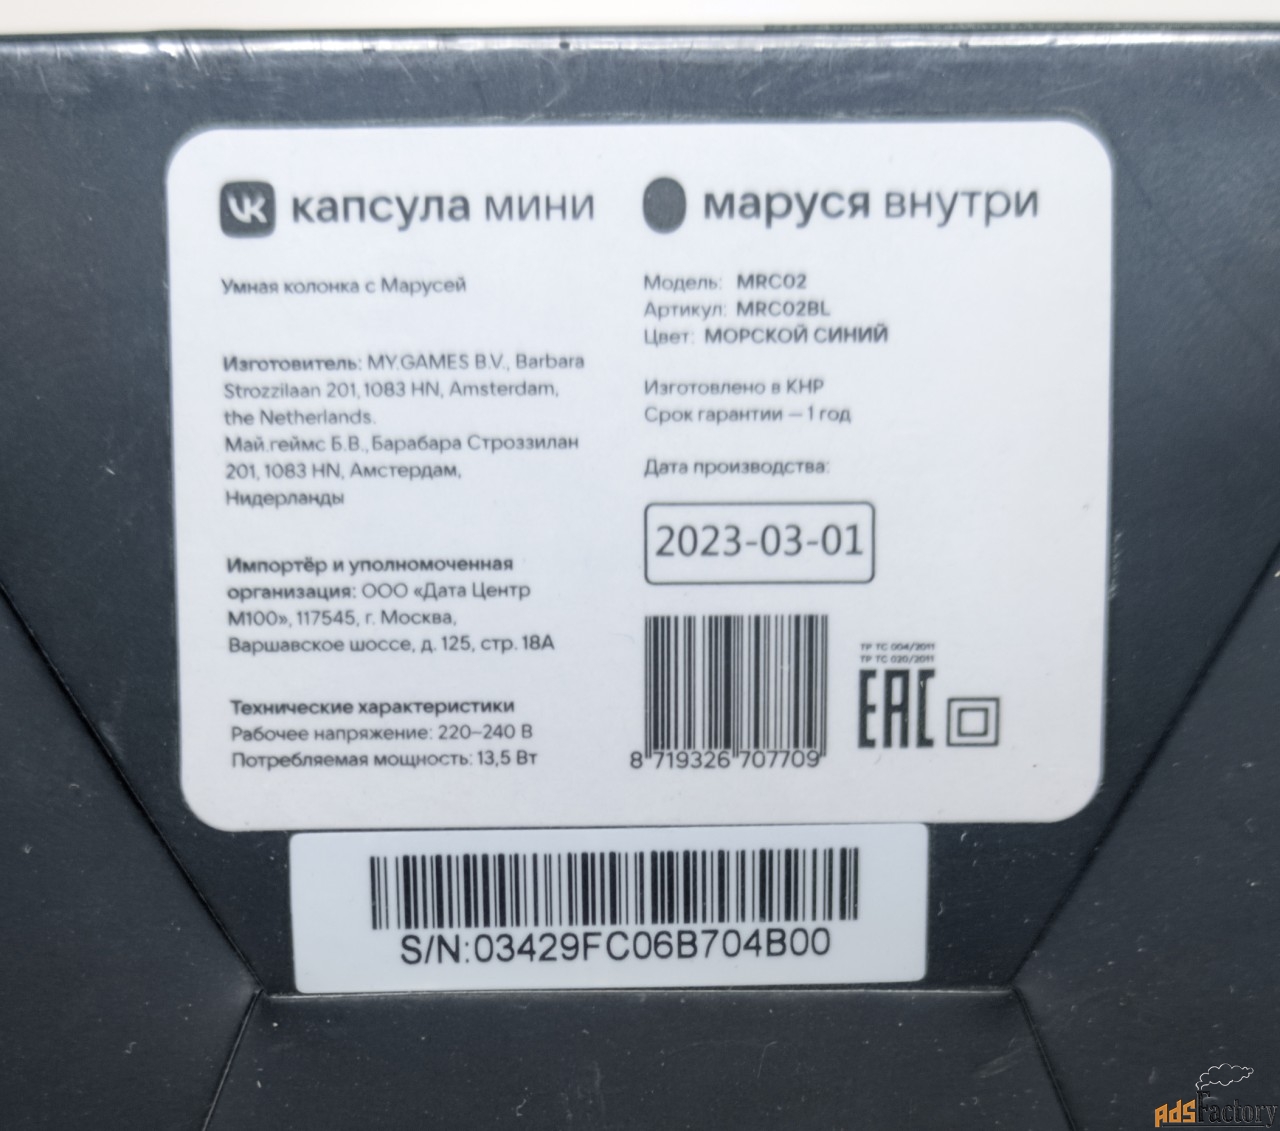 VK капсула мини
Умная колонка с Марусей
Изготовитель: MY.GAMES B.V., Barbara
Strozzilaan 201, 1083 HN, Amsterdam,
the Netherlands.
Май.геймс Б.В., Барабара Строззилан
201, 1083 HN, Амстердам,
Нидерланды
Импортёр и уполномоченная
организация: ООО «Дата Центр
М100», 117545, г. Москва,
Варшавское шоссе, д. 125, стр. 18А
Технические характеристики
Рабочее напряжение: 220–240 В
Потребляемая мощность: 13,5 Вт
маруся внутри
Модель: MRC02
Артикул: MRC02BL
Цвет: МОРСКОЙ СИНИЙ
Изготовлено в КНР
Срок гарантии — 1 год
Дата производства:
2023-03-01
8 719326 707709
ТР ТС 004/2011
ТР ТС 020/2011
EAC
S/N:03429FC06B704B00
AdsFactory